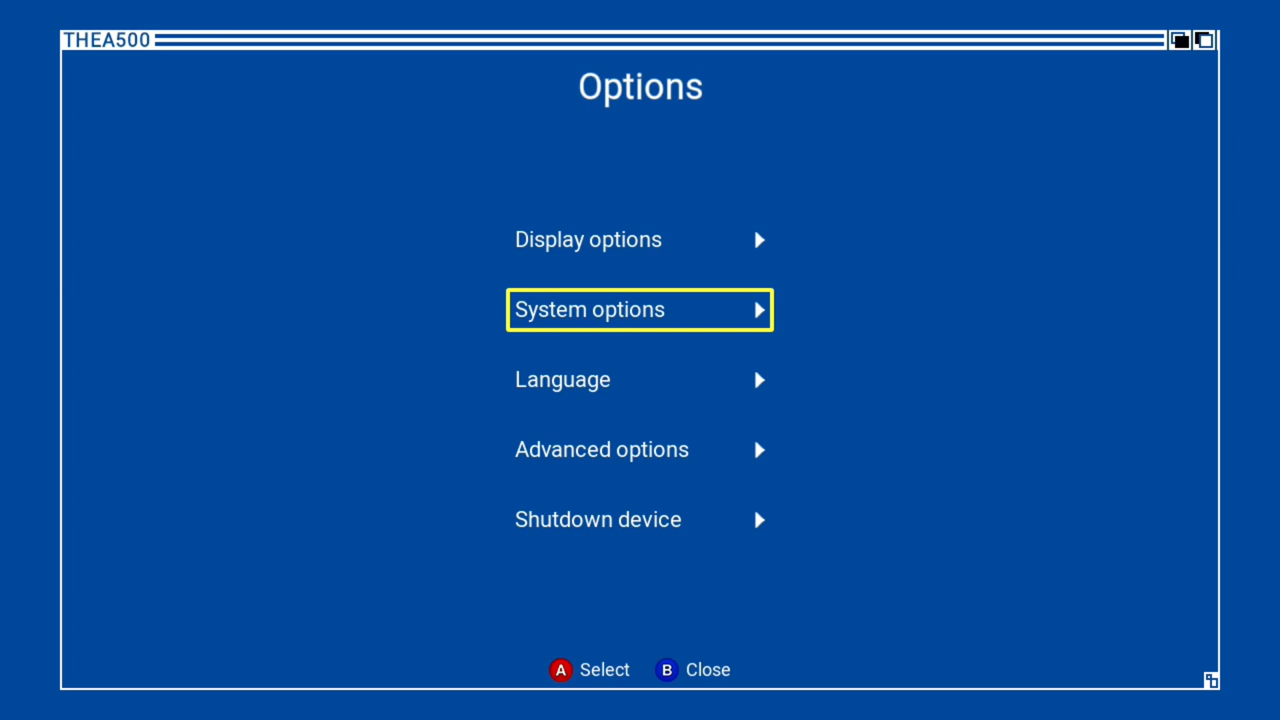 THEA500
Options
Display options
System options
Language
Advanced options
Shutdown device
A Select B Close